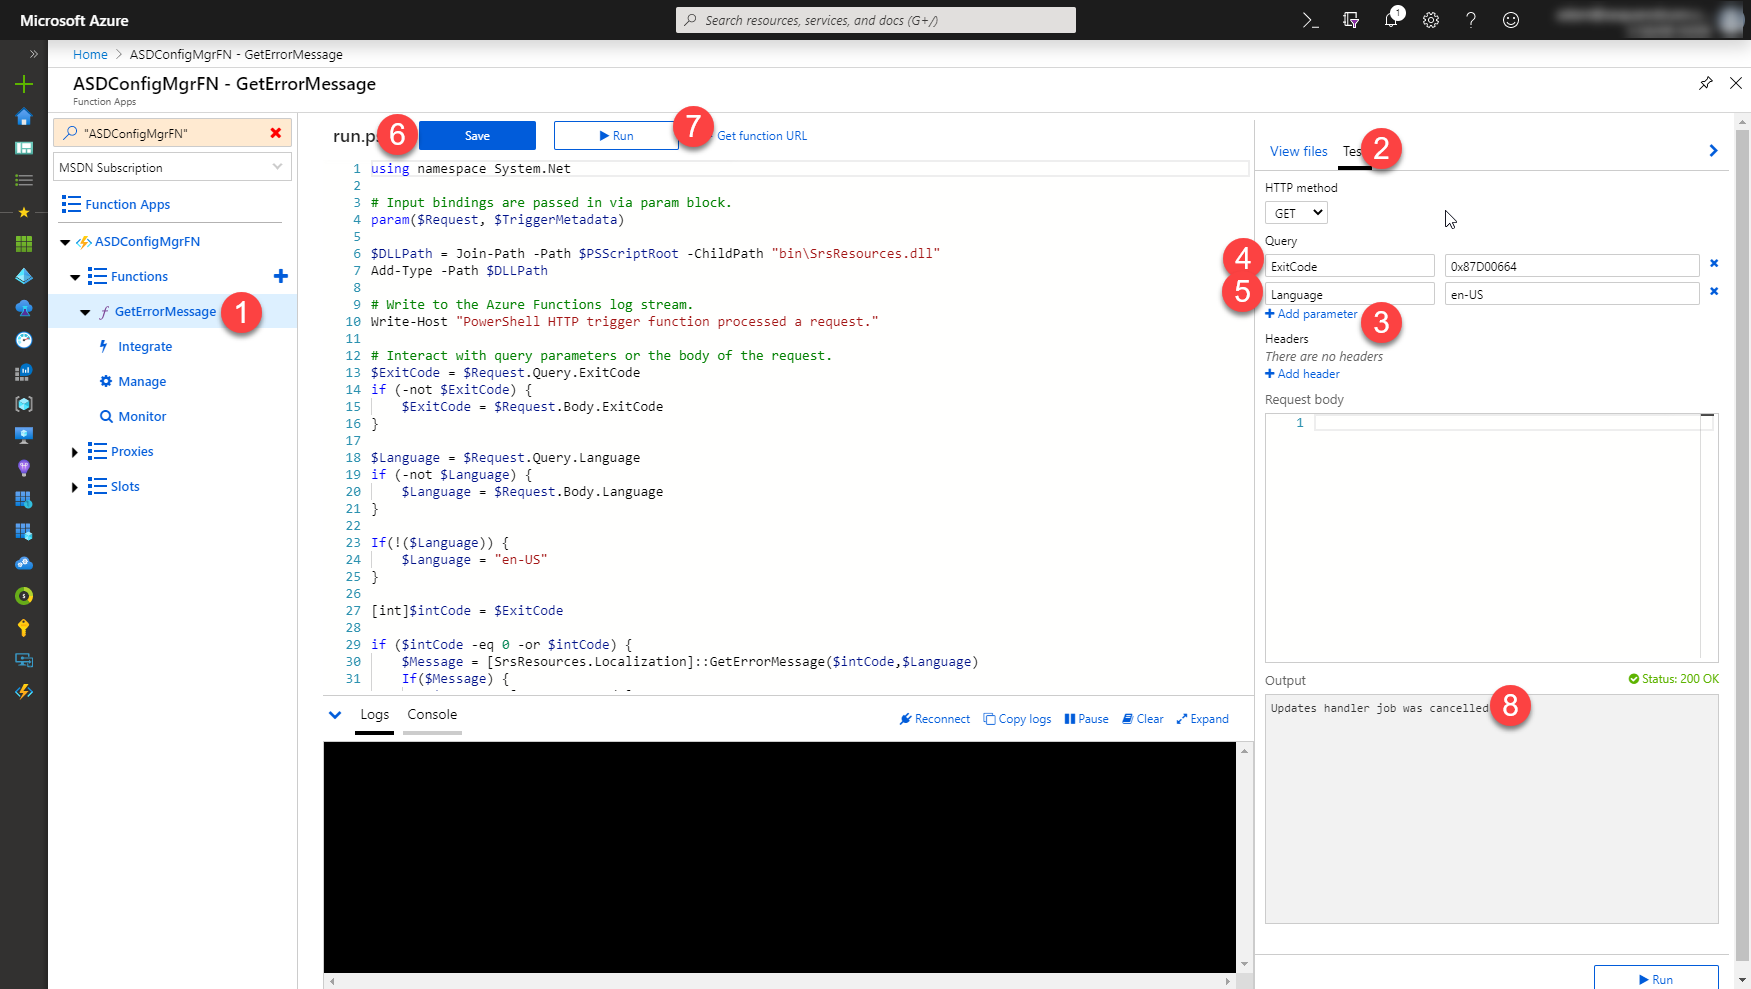 Microsoft Azure
Search resources, services, and docs (G+/)
1
Home > ASDConfigMgrFN - GetErrorMessage
ASDConfigMgrFN - GetErrorMessage
Function Apps
"ASDConfigMgrFN"
MSDN Subscription
Function Apps
ASDConfigMgrFN
Functions
GetErrorMessage
1
Integrate
Manage
Monitor
Proxies
Slots
run.ps
6
Save
Run
7
Get function URL
1 using namespace System.Net
2
3 # Input bindings are passed in via param block.
4 param($Request, $TriggerMetadata)
5
6 $DLLPath = Join-Path -Path $PSScriptRoot -ChildPath "bin\SrsResources.dll"
7 Add-Type -Path $DLLPath
8
9 # Write to the Azure Functions log stream.
10 Write-Host "PowerShell HTTP trigger function processed a request."
11
12 # Interact with query parameters or the body of the request.
13 $ExitCode = $Request.Query.ExitCode
14 if (-not $ExitCode) {
15 $ExitCode = $Request.Body.ExitCode
16 }
17
18 $Language = $Request.Query.Language
19 if (-not $Language) {
20 $Language = $Request.Body.Language
21 }
22
23 If(!($Language)) {
24 $Language = "en-US"
25 }
26
27 [int]$intCode = $ExitCode
28
29 if ($intCode -eq 0 -or $intCode) {
30 $Message = [SrsResources.Localization]::GetErrorMessage($intCode,$Language)
31 If($Message) {
Logs
Console
Reconnect
Copy logs
Pause
Clear
Expand
View files
Tes
2
HTTP method
GET
Query
4
ExitCode
0x87D00664
5
Language
en-US
Add parameter
3
Headers
There are no headers
Add header
Request body
1
Output
Status: 200 OK
Updates handler job was cancelled
8
Run